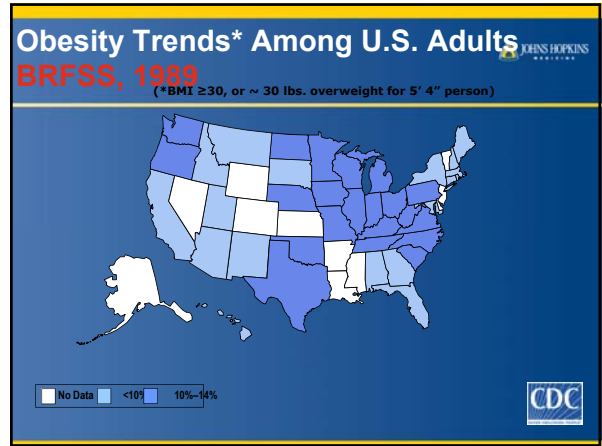 Obesity Trends* Among U.S. Adults
JOHNS HOPKINS
MEDICINE
BRFSS, 1989
(*BMI ≥30, or ~ 30 lbs. overweight for 5' 4" person)
No Data <10% 10%–14%
CDC